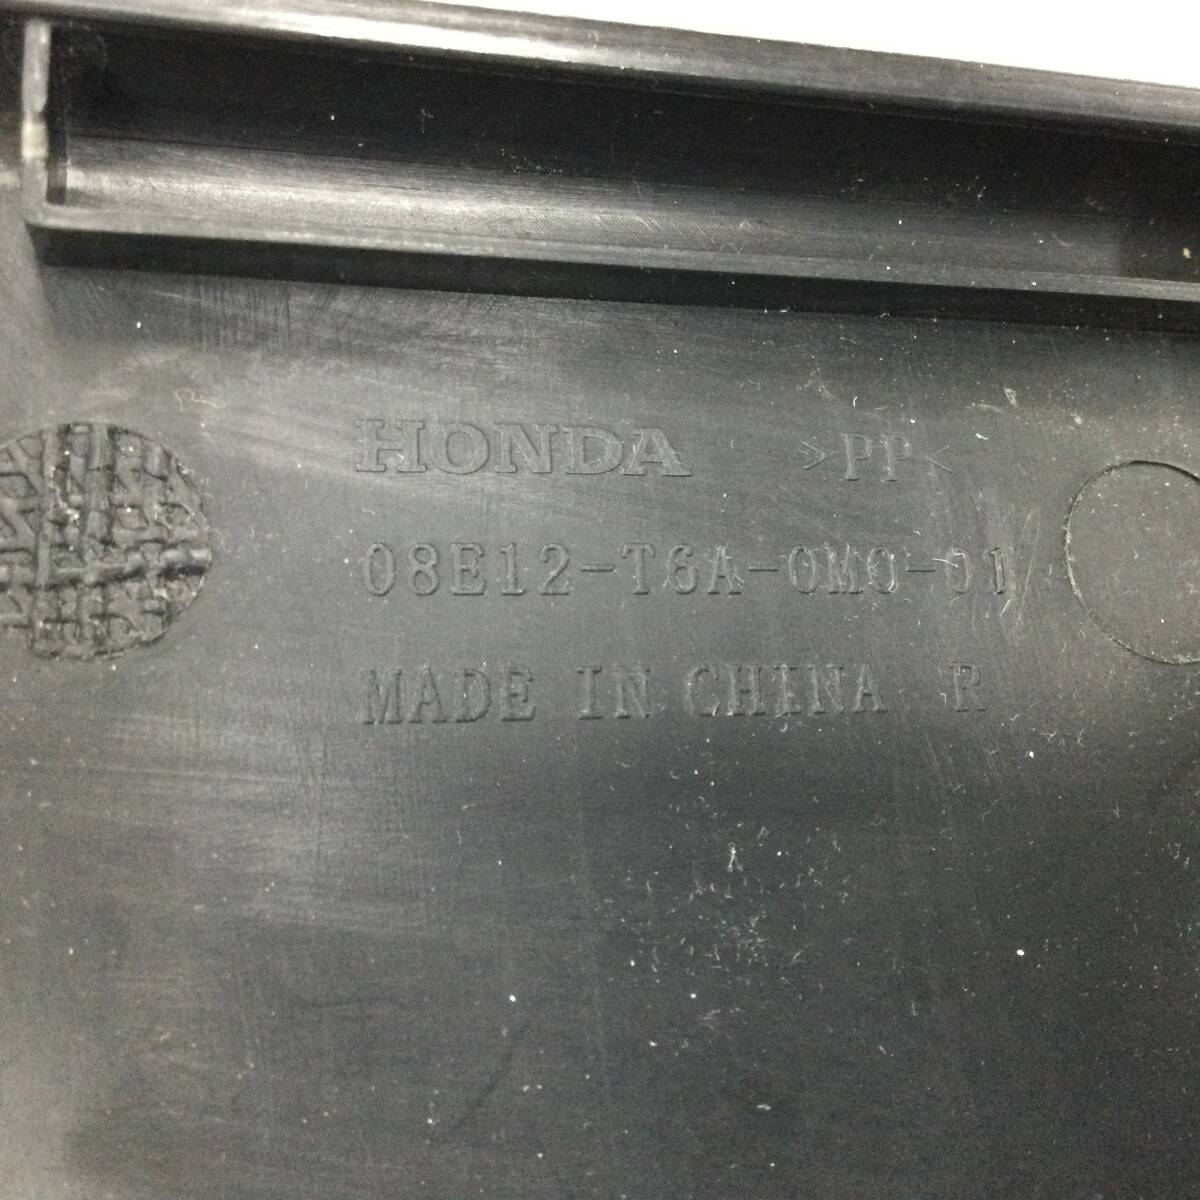 HONDA >PP<
08E12-T6A-0M0-01
MADE IN CHINA R